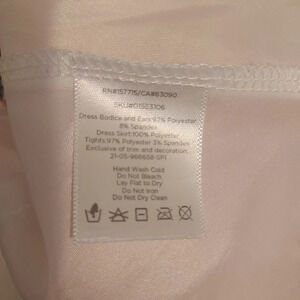 RN#157715/CA#63090
SKU#01553106
Dress Bodice and Ears:92% Polyester
8% Spandex
Dress Skirt:100% Polyester
Tights:97% Polyester 3% Spandex
Exclusive of trim and decoration
21-05-966658-SP1
Hand Wash Cold
Do Not Bleach
Lay Flat to Dry
Do Not Iron
Do Not Dry Clean